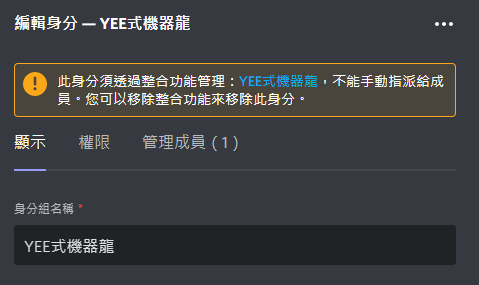 編輯身分 — YEE式機器龍
此身分須透過整合功能管理：YEE式機器龍，不能手動指派給成
員。您可以移除整合功能來移除此身分。
顯示 權限 管理成員 ( 1 )
身分組名稱 *
YEE式機器龍